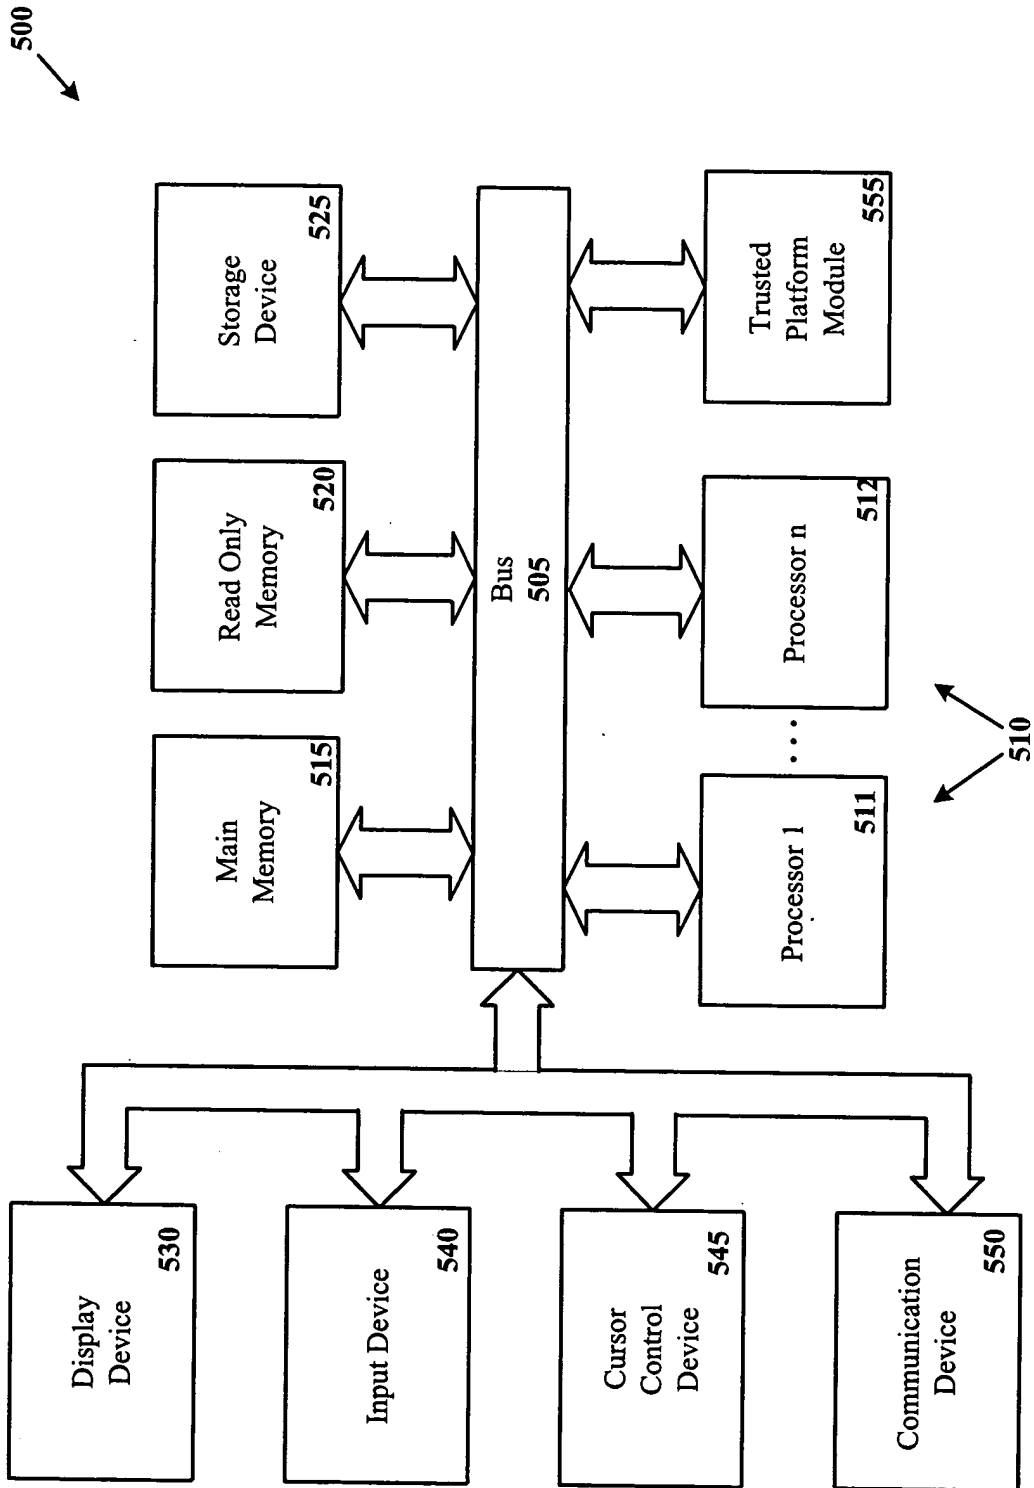 500
Main
Memory
515
Read Only
Memory
520
Storage
Device
525
Bus
505
Processor 1
511
....
Processor n
512
Trusted
Platform
Module
555
510
Display
Device
530
Input Device
540
Cursor
Control
Device
545
Communication
Device
550